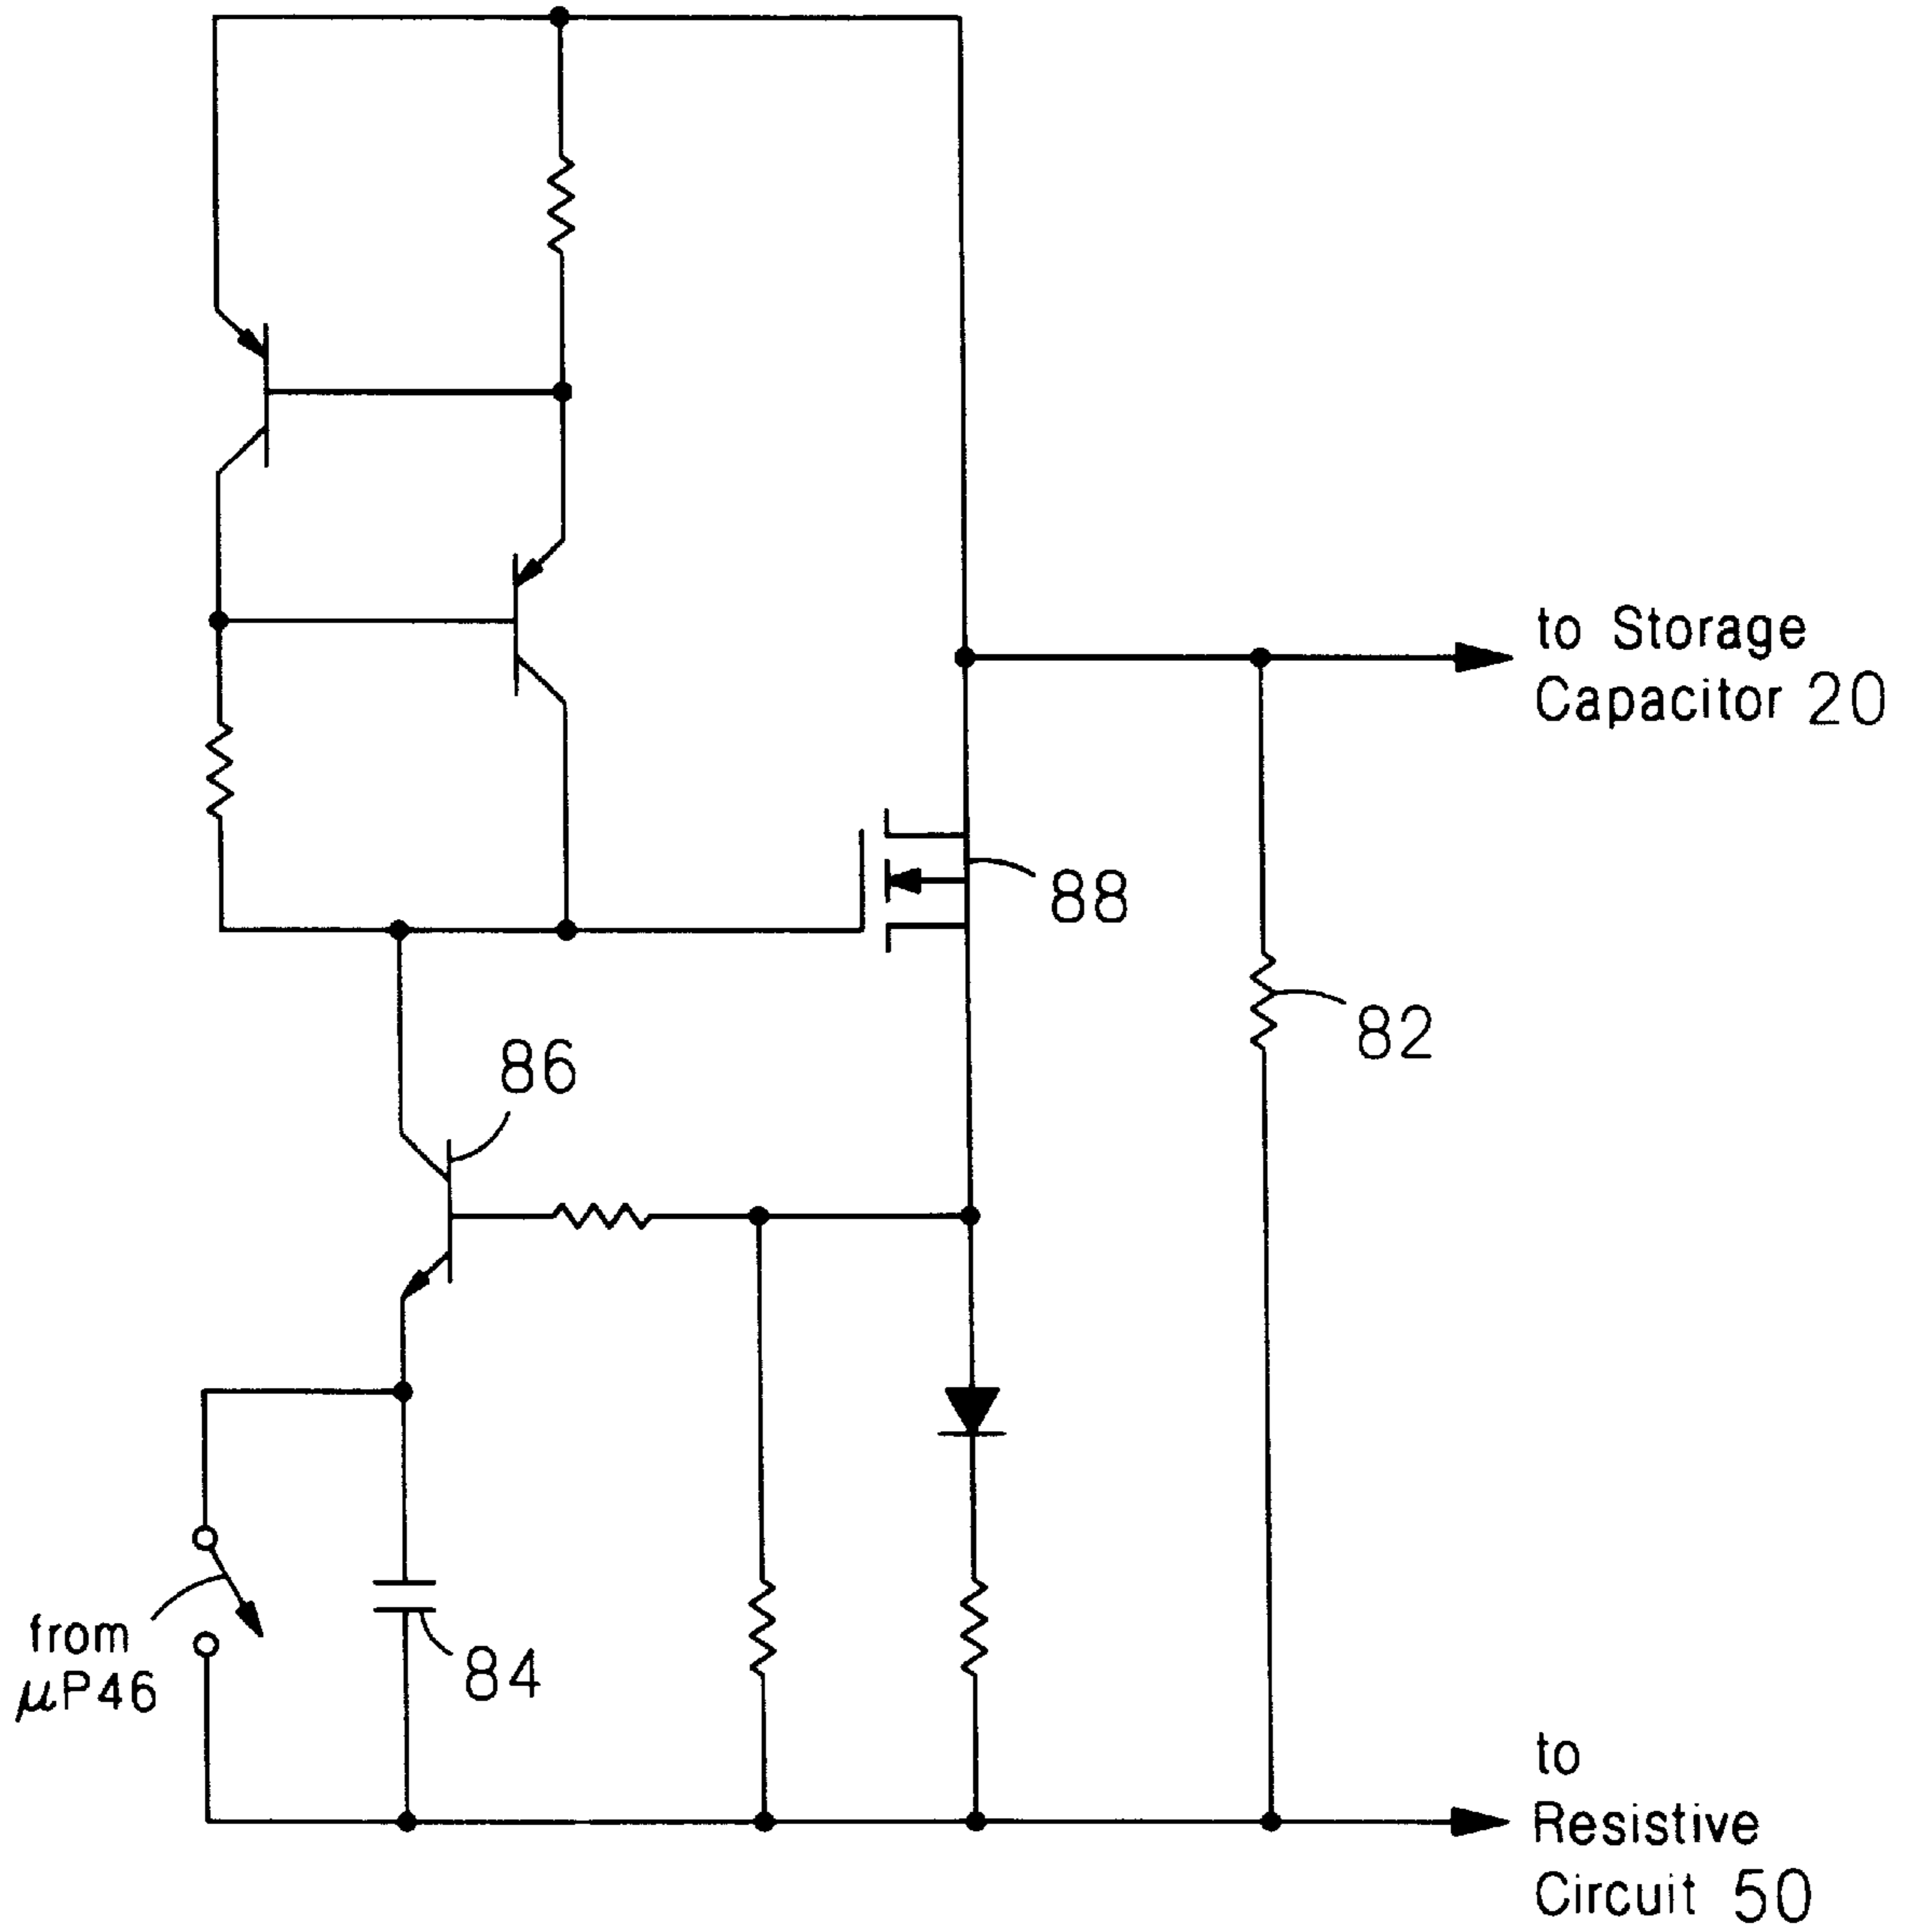 to Storage
Capacitor 20
88
82
86
from
μP46
84
to
Resistive
Circuit 50